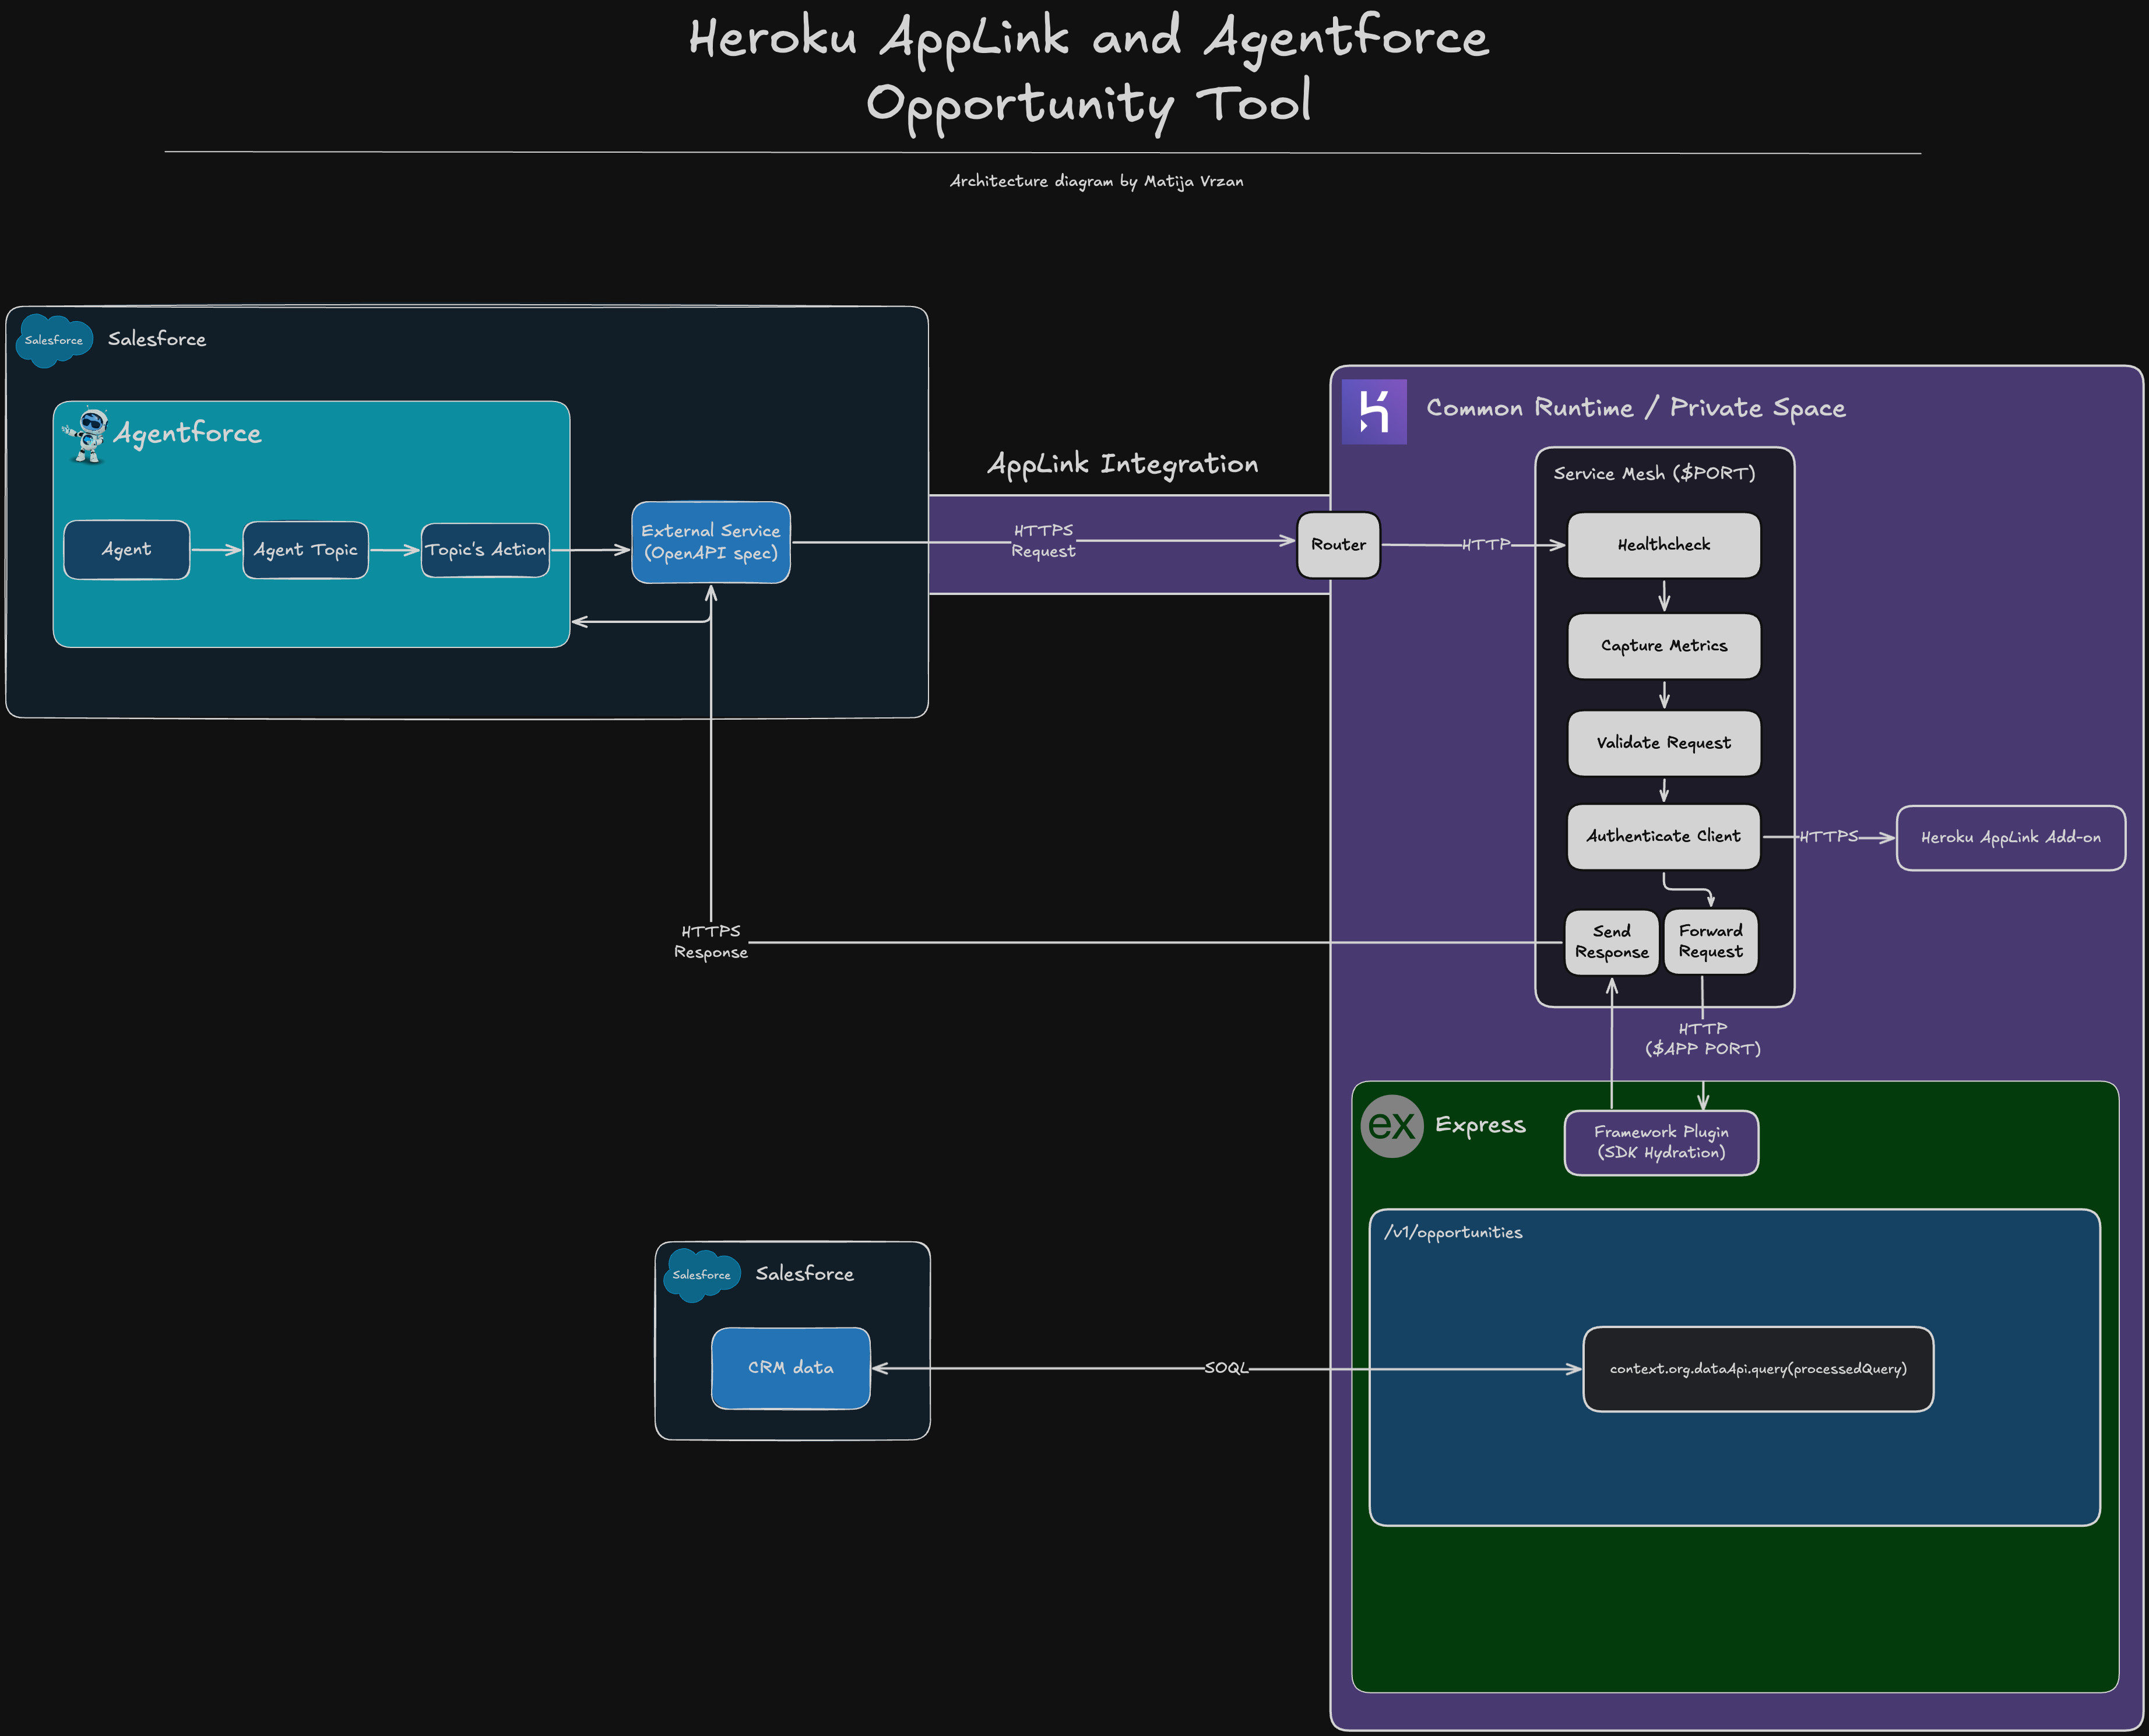 Heroku AppLink and Agentforce
Opportunity Tool
Architecture diagram by Matija Vrzan
Salesforce
Salesforce
Agentforce
Agent
Agent Topic
Topic's Action
External Service
(OpenAPI spec)
AppLink Integration
HTTPS
Request
Common Runtime / Private Space
Router
HTTP
Service Mesh ($PORT)
Healthcheck
Capture Metrics
Validate Request
Authenticate Client
HTTPS
Heroku AppLink Add-on
Send
Response
Forward
Request
HTTPS
Response
HTTP
($APP PORT)
ex
Express
Framework Plugin
(SDK Hydration)
/v1/opportunities
Salesforce
Salesforce
CRM data
SOQL
context.org.dataApi.query(processedQuery)